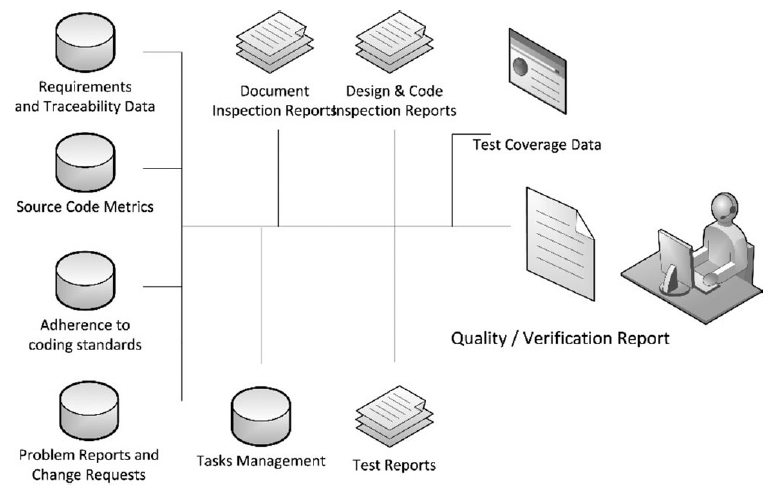 Requirements
and Traceability Data
Document
Inspection Reports
Design & Code
Inspection Reports
Test Coverage Data
Source Code Metrics
Adherence to
coding standards
Quality / Verification Report
Problem Reports and
Change Requests
Tasks Management
Test Reports